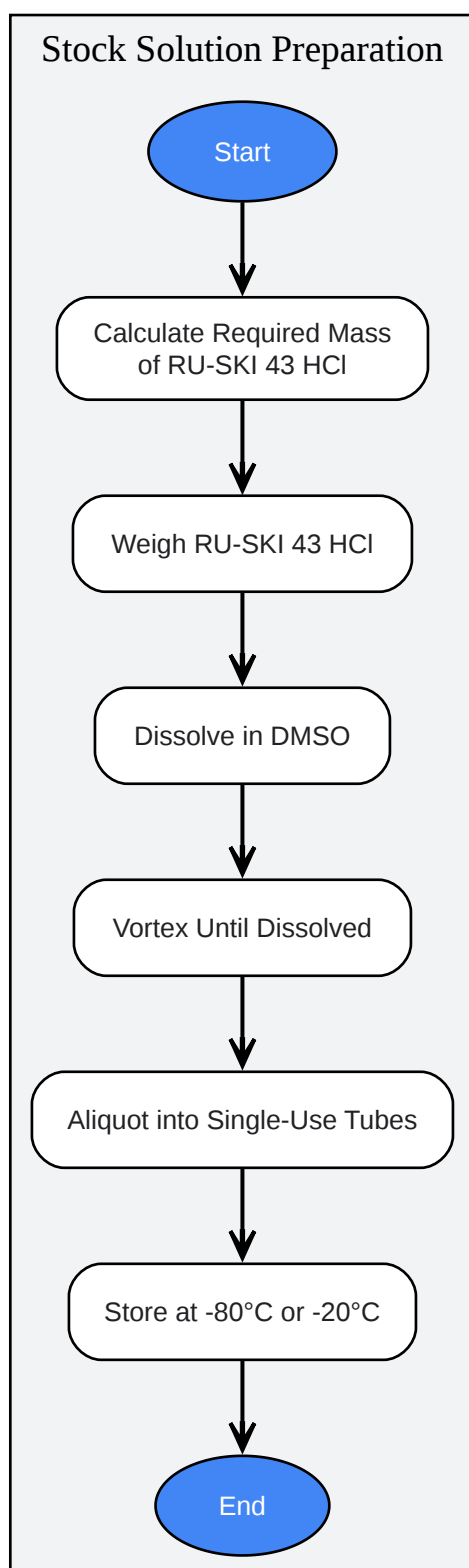 Stock Solution Preparation
Start
Calculate Required Mass
of RU-SKI 43 HCl
Weigh RU-SKI 43 HCl
Dissolve in DMSO
Vortex Until Dissolved
Aliquot into Single-Use Tubes
Store at -80°C or -20°C
End